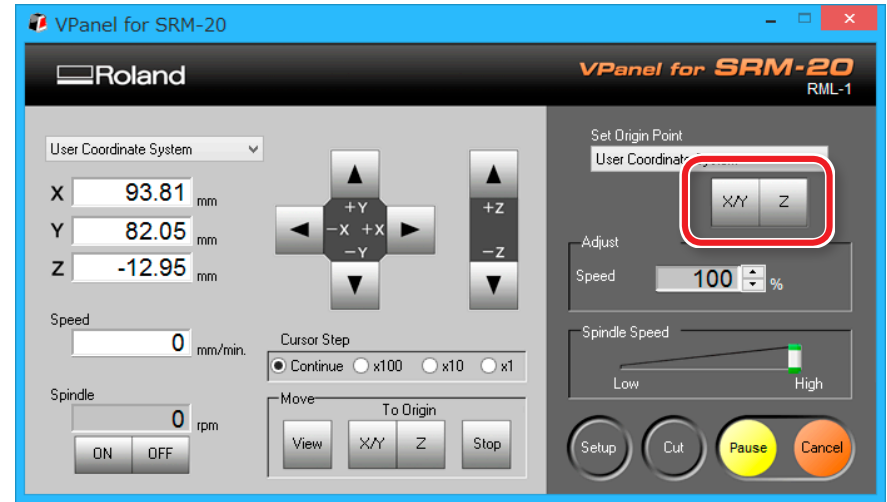 VPanel for SRM-20
Roland
VPanel for SRM-20
RML-1
User Coordinate System
X 93.81 mm
Y 82.05 mm
Z -12.95 mm
Speed
0 mm/min.
Spindle
0 rpm
ON OFF
+Y
-X +X
-Y
+Z
-Z
Cursor Step
Continue x100 x10 x1
Move
To Origin
View X/Y Z Stop
Set Origin Point
User Coordinate System
X/Y Z
Adjust
Speed 100 %
Spindle Speed
Low High
Setup Cut Pause Cancel